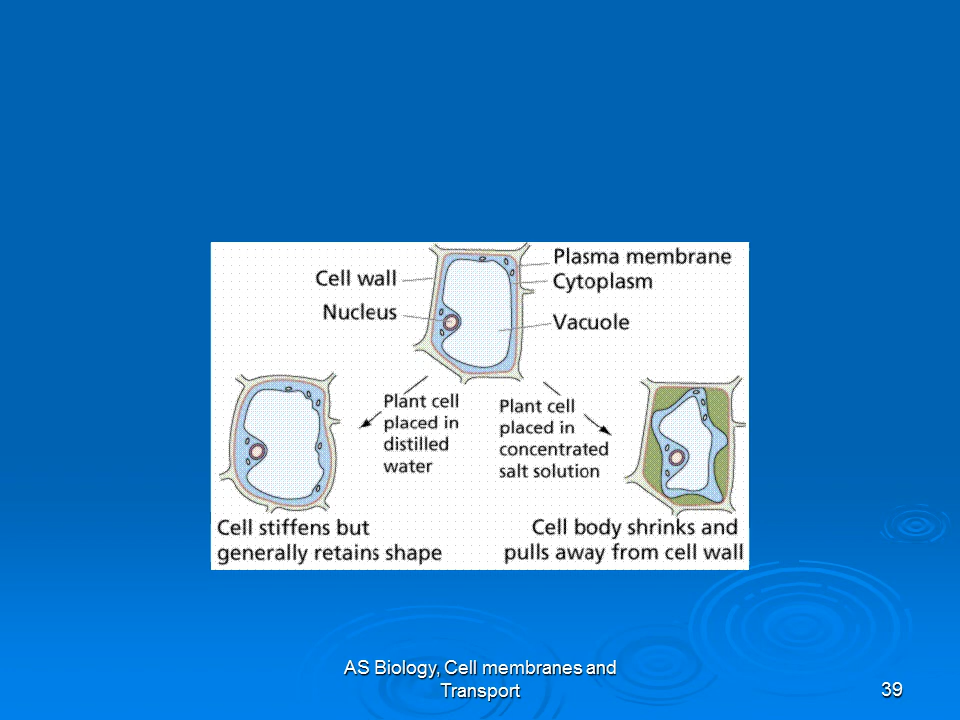 Plasma membrane
Cell wall
Cytoplasm
Nucleus
Vacuole
Plant cell
placed in
distilled
water
Plant cell
placed in
concentrated
salt solution
Cell stiffens but
generally retains shape
Cell body shrinks and
pulls away from cell wall
AS Biology, Cell membranes and
Transport
39